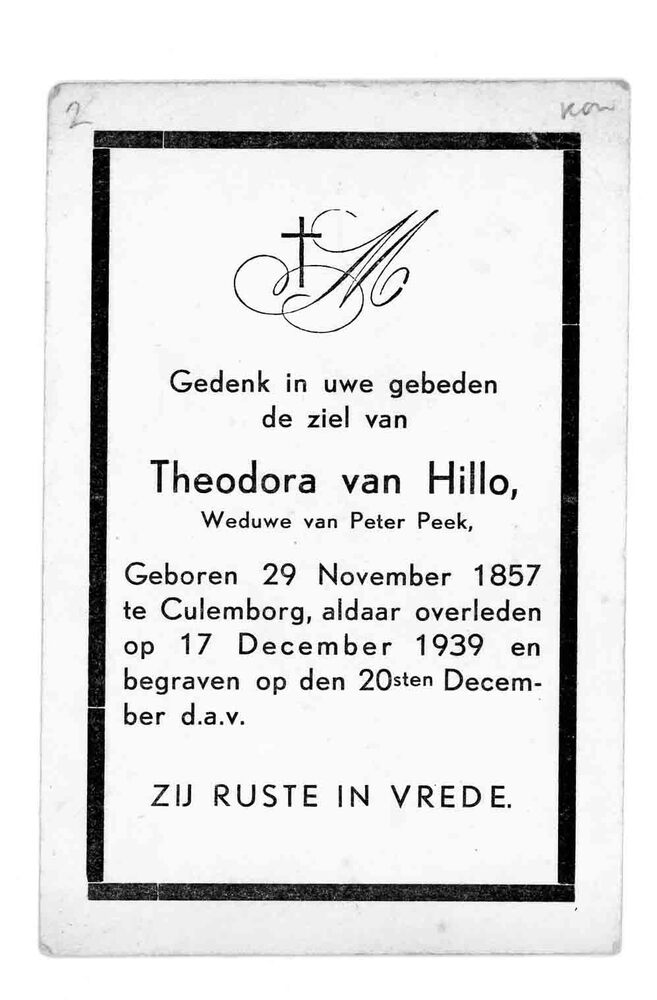 2
Gedenk in uwe gebeden
de ziel van
Theodora van Hillo,
Weduwe van Peter Peek,
Geboren 29 November 1857
te Culemborg, aldaar overleden
op 17 December 1939 en
begraven op den 20sten Decem-
ber d.a.v.
ZIJ RUSTE IN VREDE.